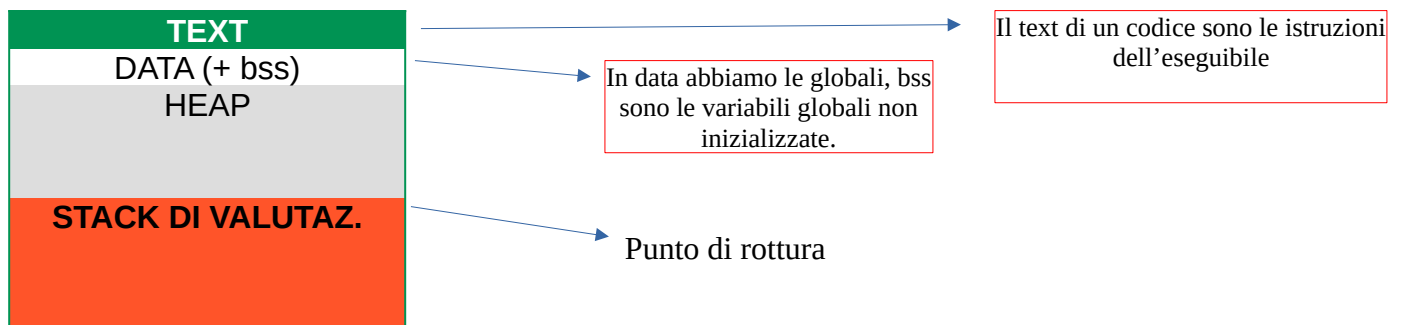 TEXT
DATA (+ bss)
HEAP
STACK DI VALUTAZ.
Il text di un codice sono le istruzioni
dell’eseguibile
In data abbiamo le globali, bss
sono le variabili globali non
inizializzate.
Punto di rottura